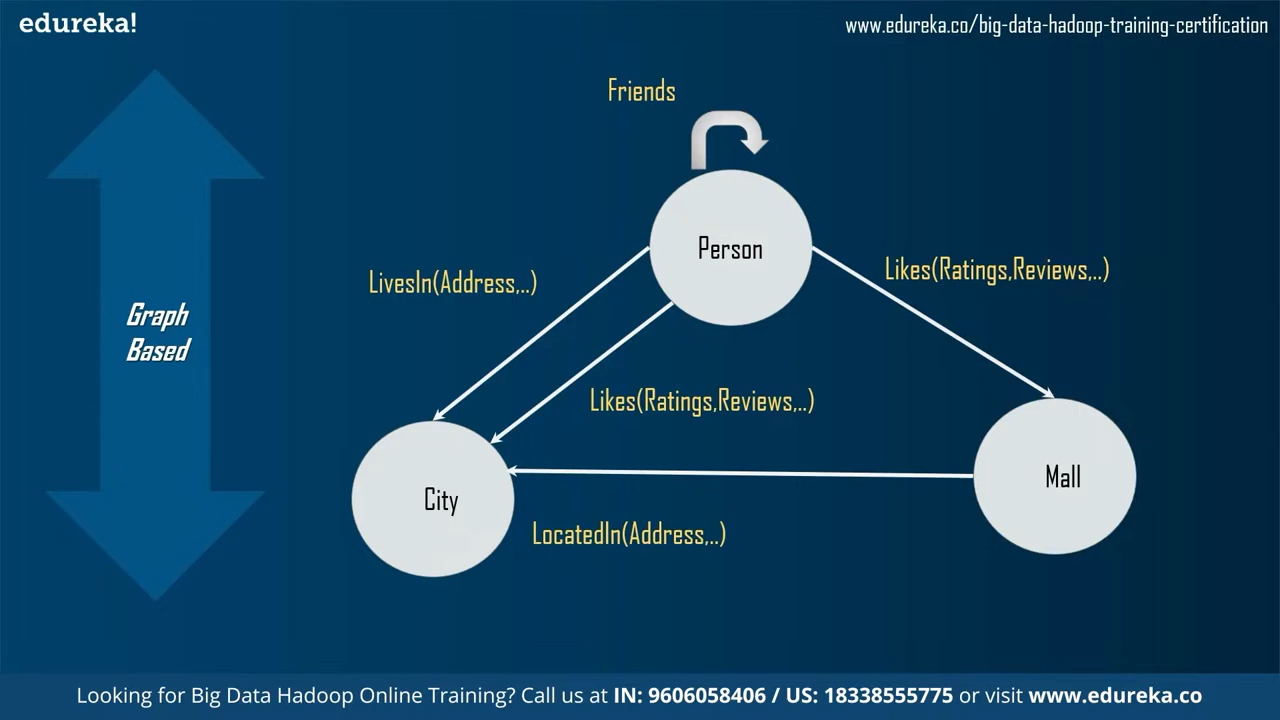 edureka!
www.edureka.co/big-data-hadoop-training-certification
Friends
Person
LivesIn(Address,..)
Likes(Ratings,Reviews,..)
Graph
Based
Likes(Ratings,Reviews,..)
City
Mall
LocatedIn(Address,..)
Looking for Big Data Hadoop Online Training? Call us at IN: 9606058406 / US: 18338555775 or visit www.edureka.co